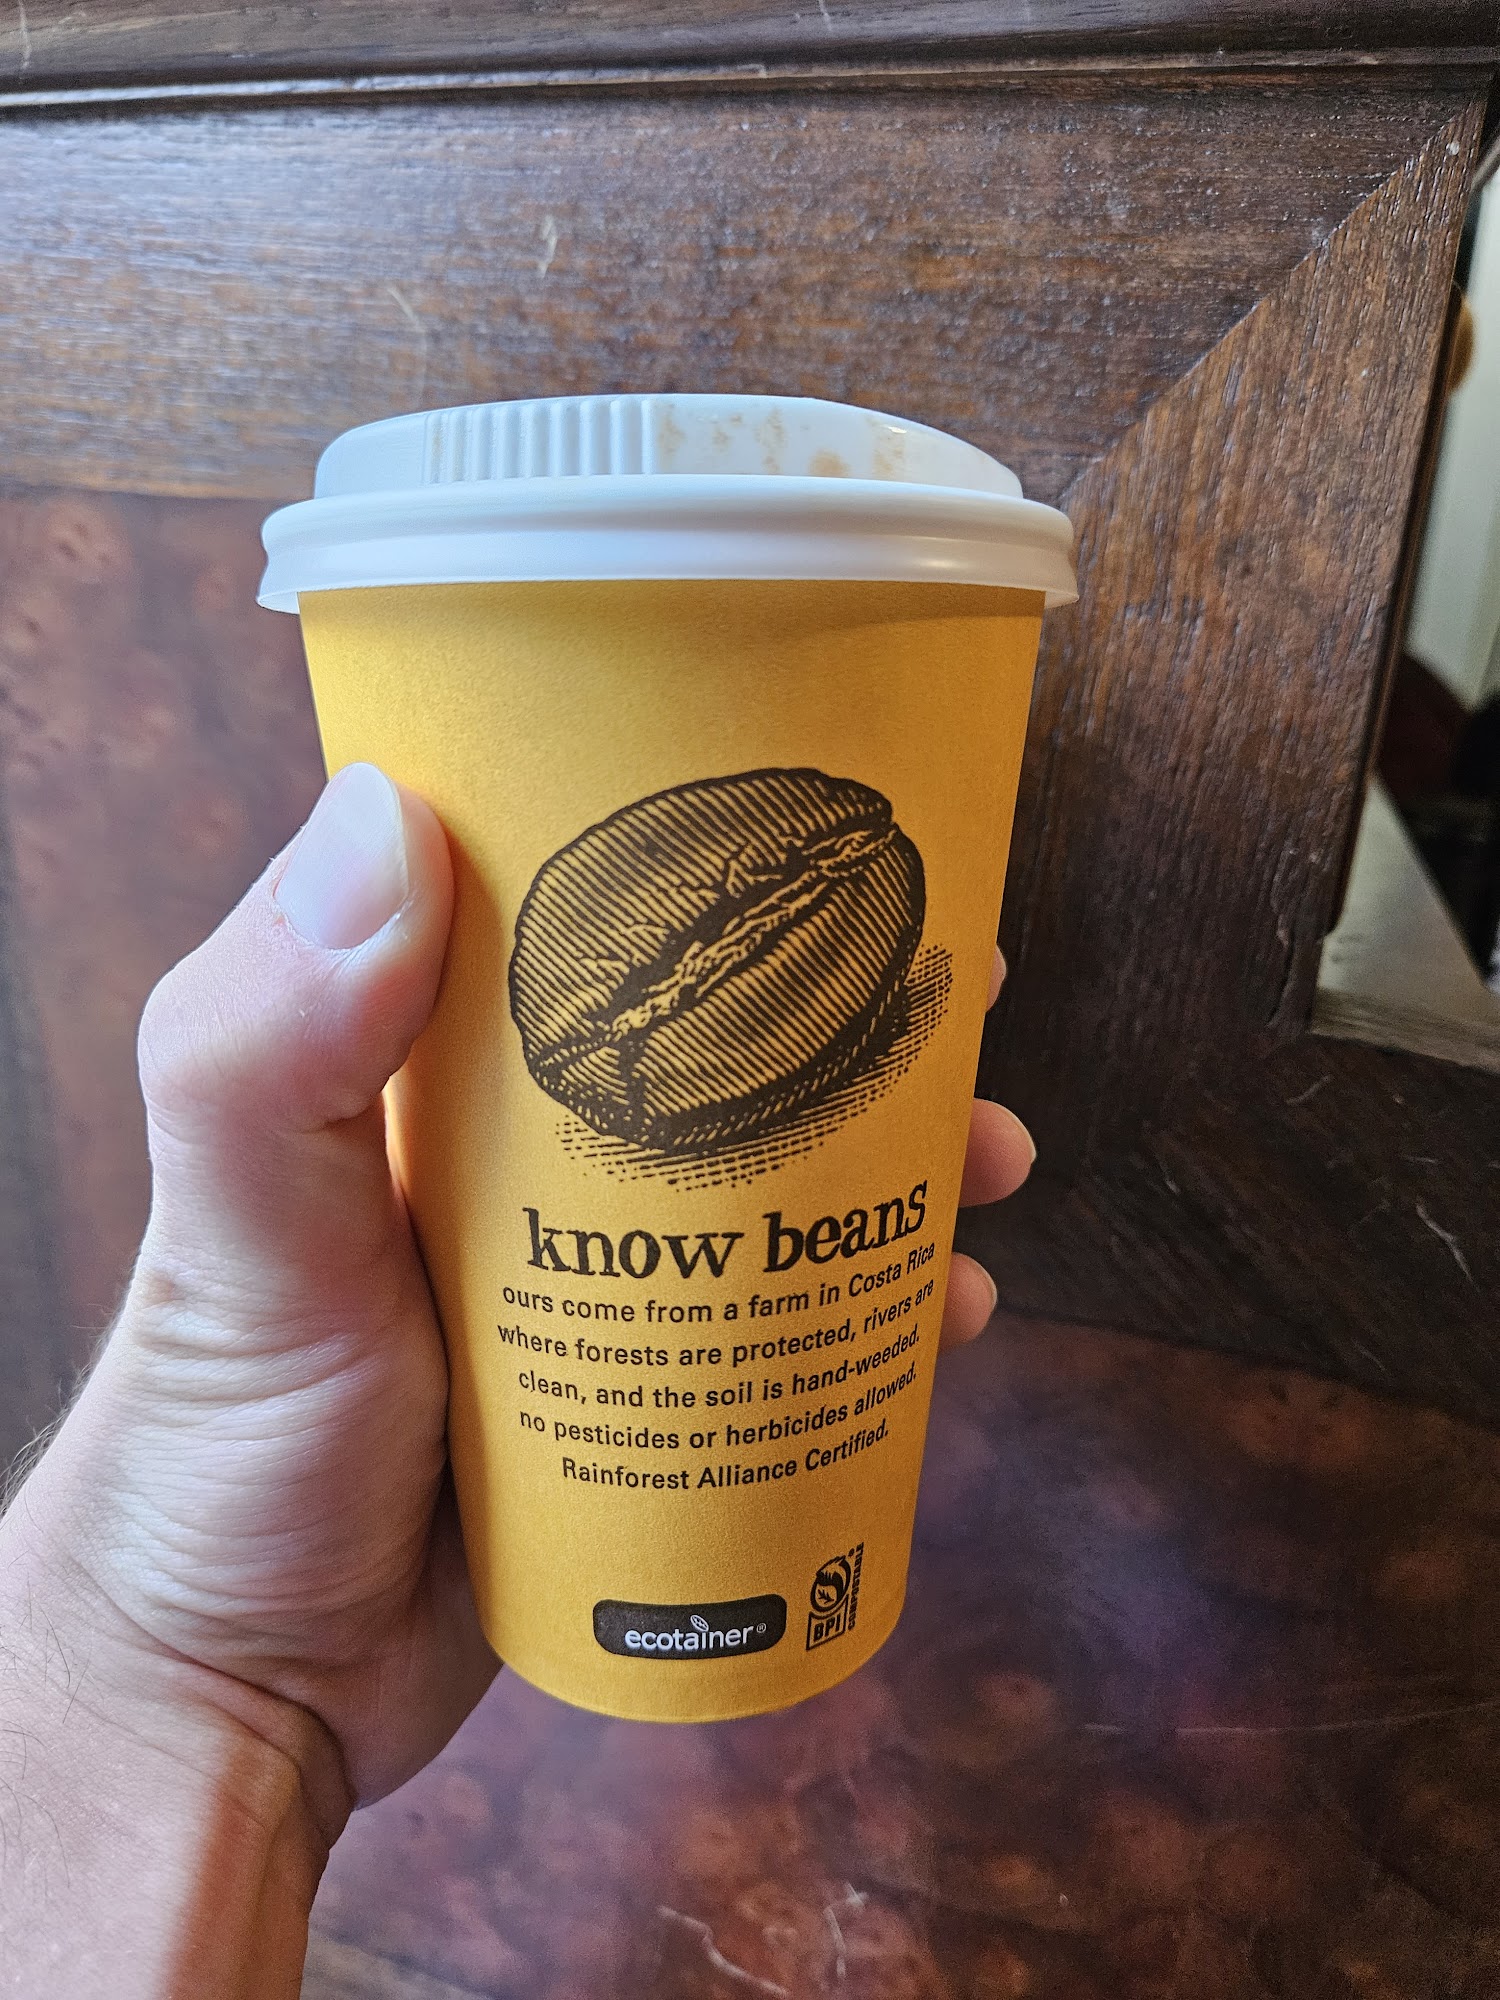 know beans
ours come from a farm in Costa Rica
where forests are protected, rivers are
clean, and the soil is hand-weeded.
no pesticides or herbicides allowed.
Rainforest Alliance Certified.
ecotainer®
BPI
COMPOSTABLE